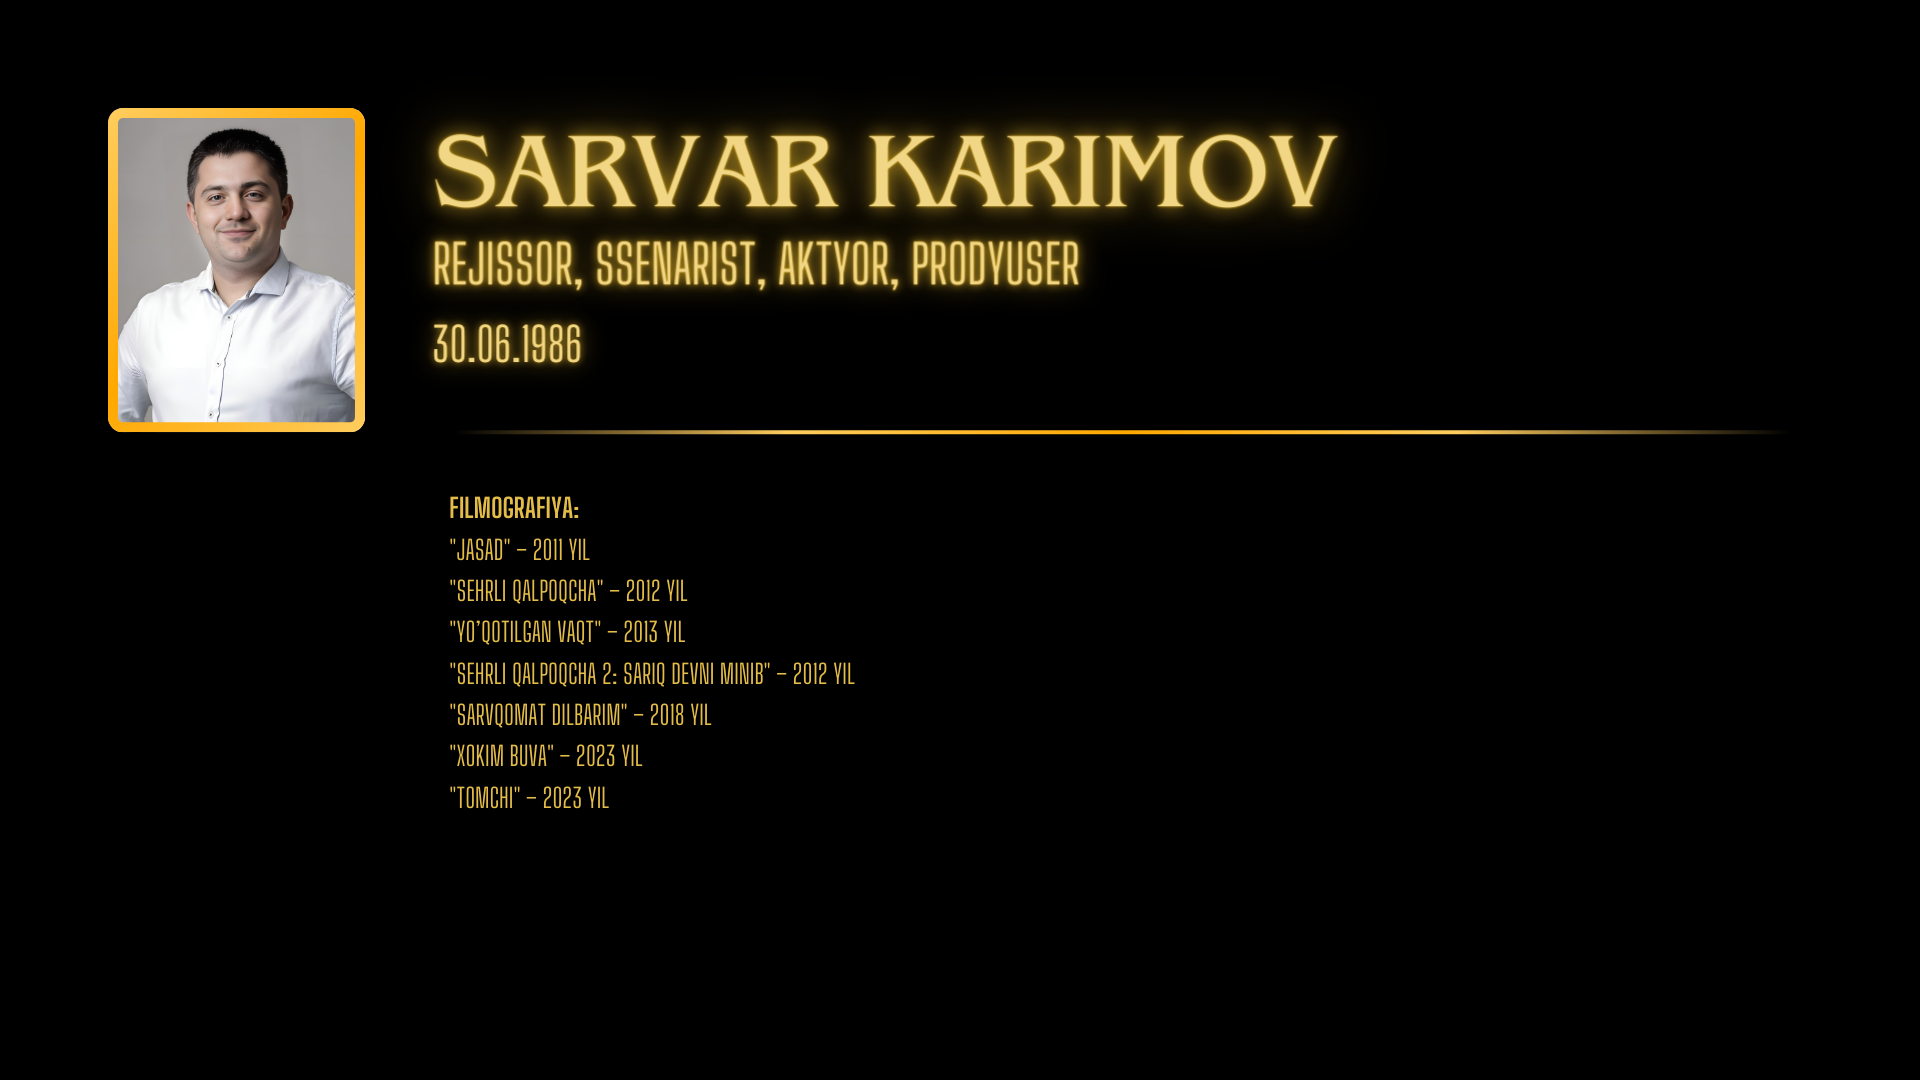 SARVAR KARIMOV
REJISSOR, SSENARIST, AKTYOR, PRODYUSER
30.06.1986
FILMOGRAFIYA:
"JASAD" – 2011 YIL
"SEHRLI QALPOQCHA" – 2012 YIL
"YO’QOTILGAN VAQT" – 2013 YIL
"SEHRLI QALPOQCHA 2: SARIQ DEVNI MINIB" – 2012 YIL
"SARVQOMAT DILBARIM" – 2018 YIL
"XOKIM BUVA" – 2023 YIL
"TOMCHI" – 2023 YIL